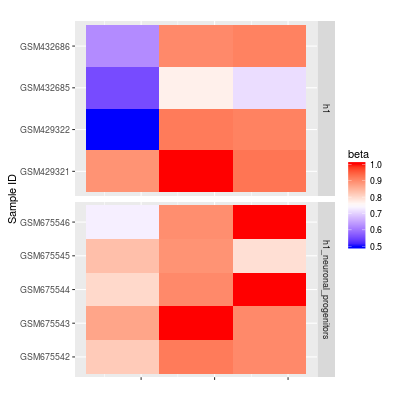 Sample ID
GSM432686
GSM432685
GSM429322
GSM429321
h1
GSM675546
GSM675545
GSM675544
GSM675543
GSM675542
h1_neuronal_progenitors
beta
1.0
0.9
0.8
0.7
0.6
0.5